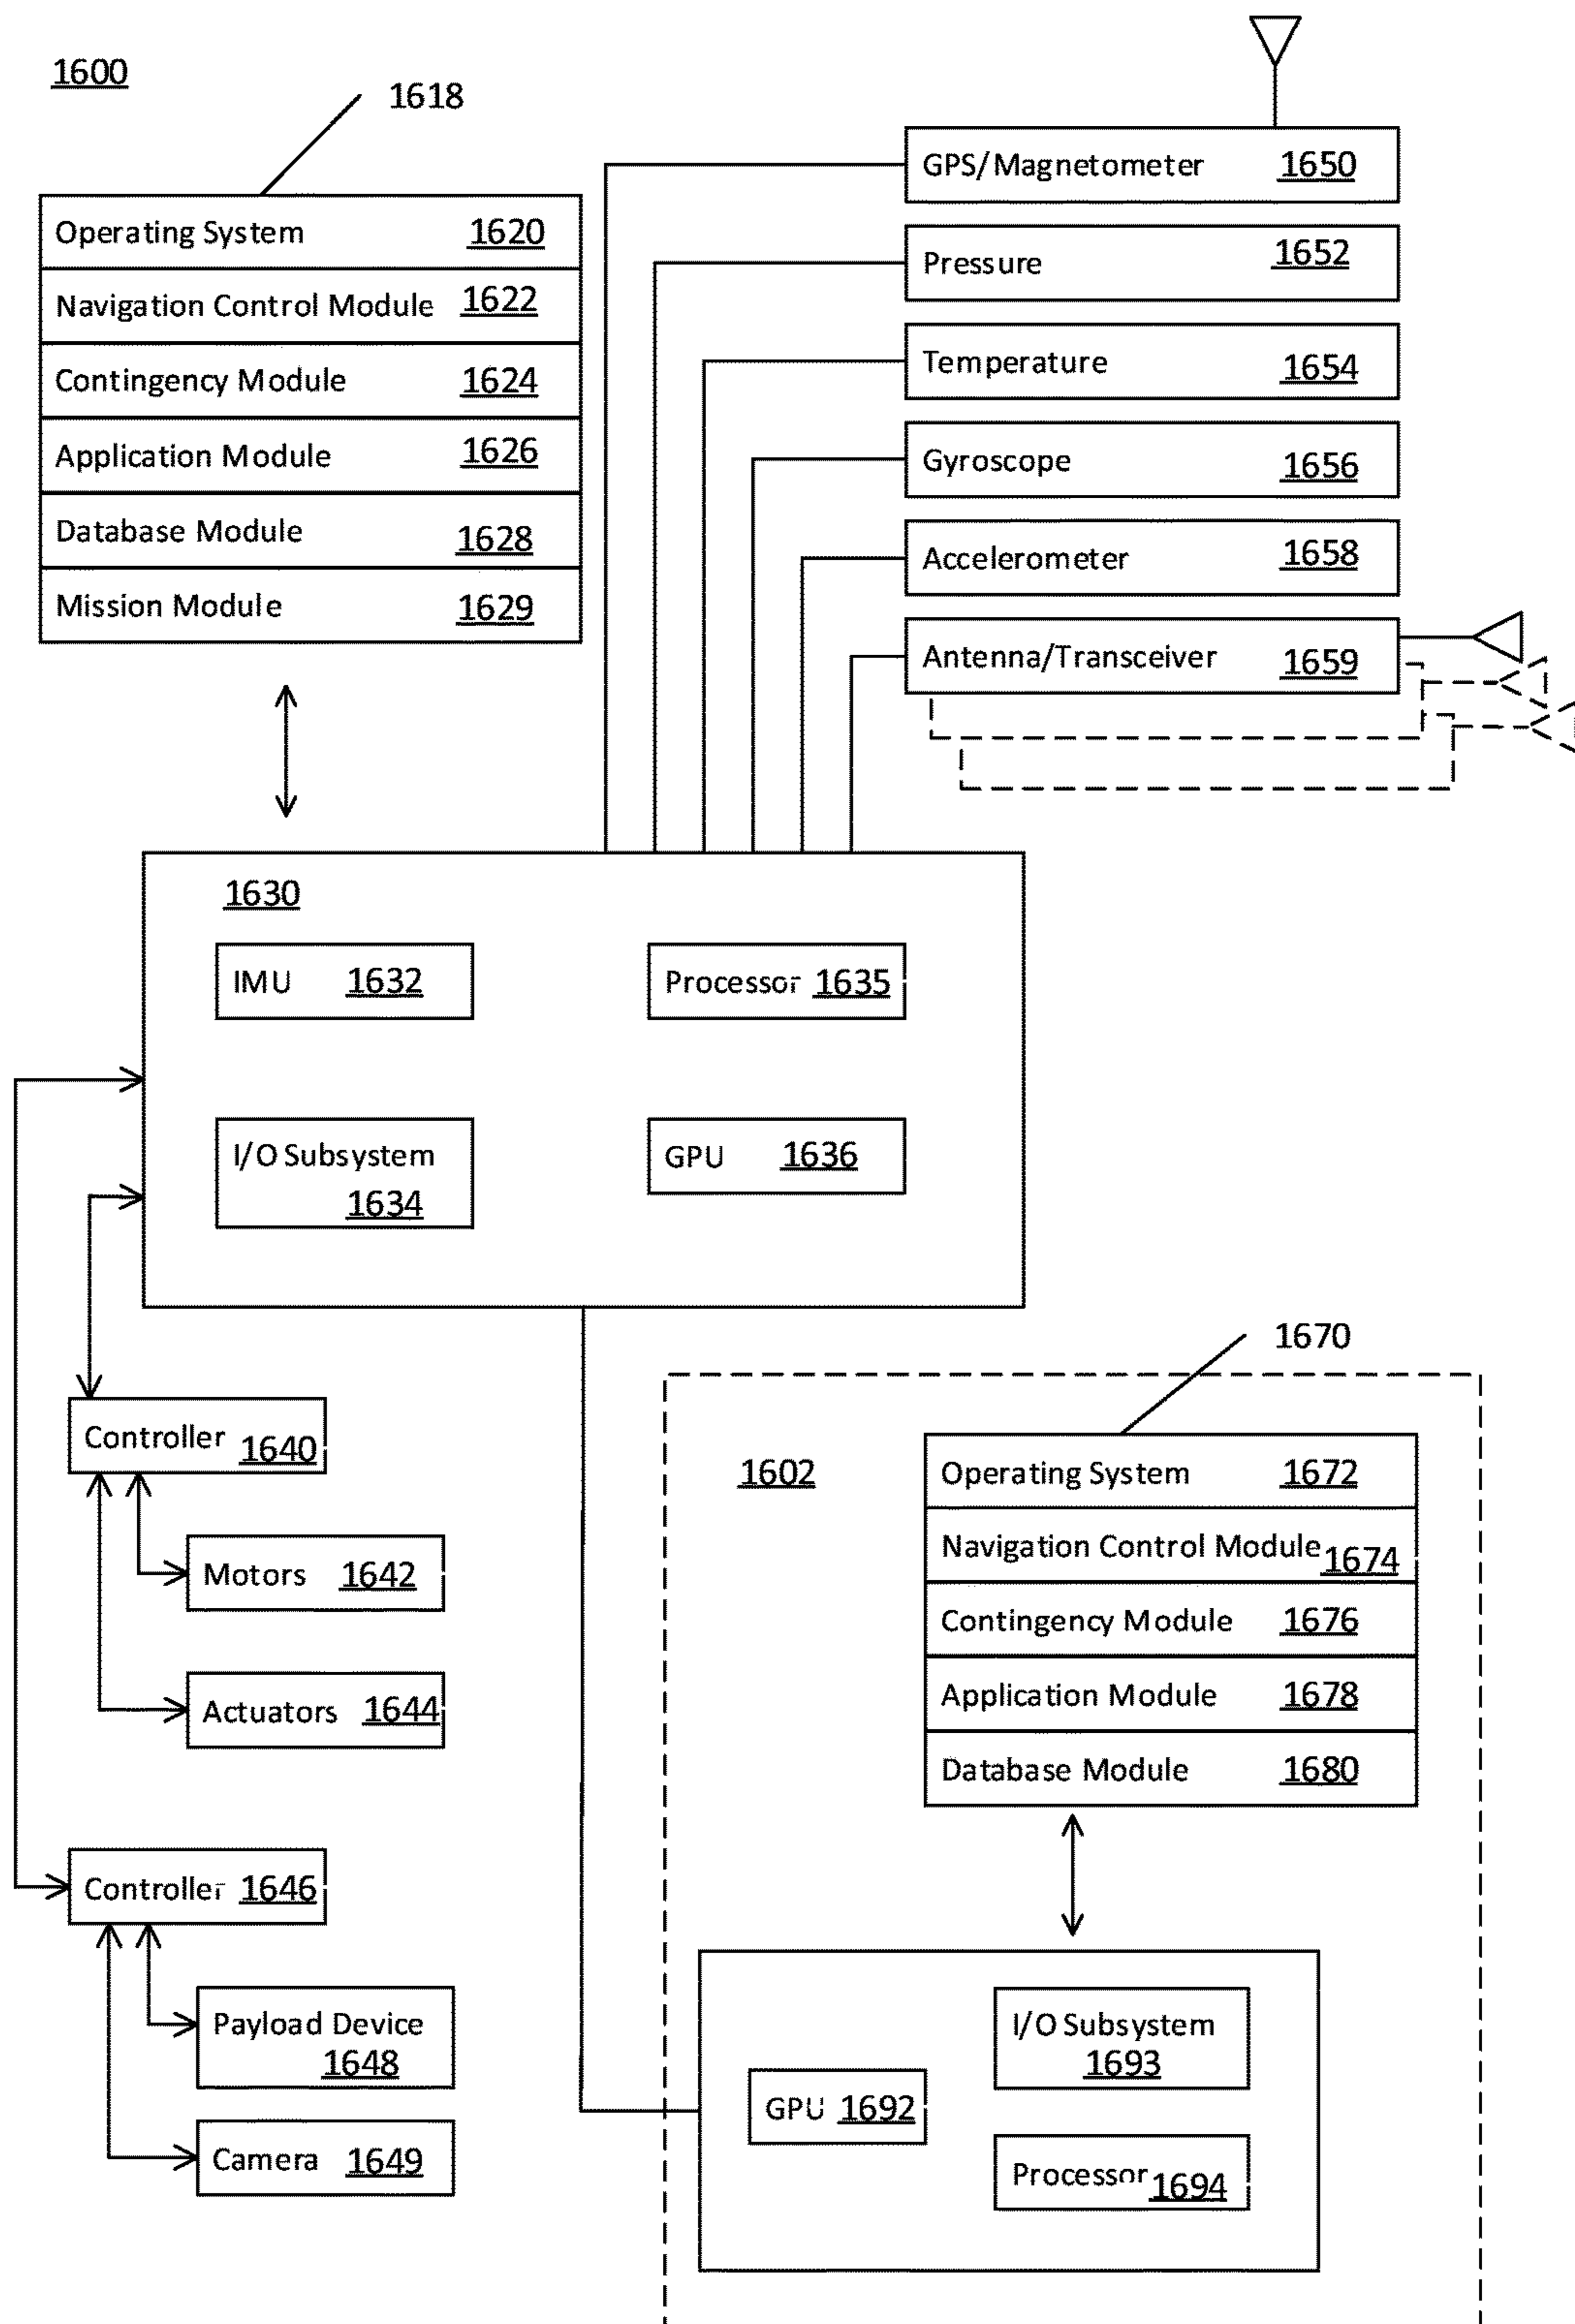 1600
1618
Operating System 1620
Navigation Control Module 1622
Contingency Module 1624
Application Module 1626
Database Module 1628
Mission Module 1629
GPS/Magnetometer 1650
Pressure 1652
Temperature 1654
Gyroscope 1656
Accelerometer 1658
Antenna/Transceiver 1659
1630
IMU 1632
Processor 1635
I/O Subsystem
1634
GPU 1636
Controller 1640
Motors 1642
Actuators 1644
Controller 1646
Payload Device
1648
Camera 1649
1670
1602
Operating System 1672
Navigation Control Module 1674
Contingency Module 1676
Application Module 1678
Database Module 1680
I/O Subsystem
1693
GPU 1692
Processor 1694